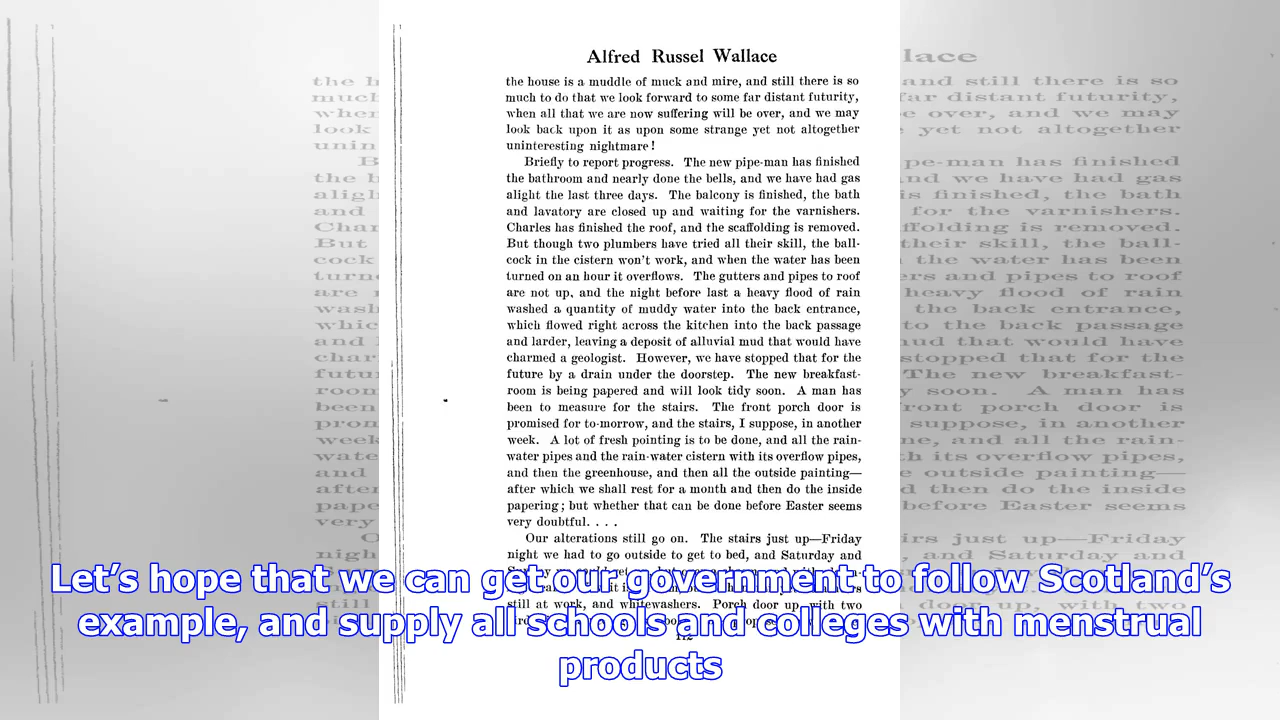 Alfred Russel Wallace
the house is a muddle of muck and mire, and still there is so
much to do that we look forward to some far distant futurity,
when all that we are now suffering will be over, and we may
look back upon it as upon some strange yet not altogether
uninteresting nightmare!
Briefly to report progress. The new pipe-man has finished
the bathroom and nearly done the bells, and we have had gas
alight the last three days. The balcony is finished, the bath
and lavatory are closed up and waiting for the varnishers.
Charles has finished the roof, and the scaffolding is removed.
But though two plumbers have tried all their skill, the ball-
cock in the cistern won't work, and when the water has been
turned on an hour it overflows. The gutters and pipes to roof
are not up, and the night before last a heavy flood of rain
washed a quantity of muddy water into the back entrance,
which flowed right across the kitchen into the back passage
and larder, leaving a deposit of alluvial mud that would have
charmed a geologist. However, we have stopped that for the
future by a drain under the doorstep. The new breakfast-
room is being papered and will look tidy soon. A man has
been to measure for the stairs. The front porch door is
promised for to-morrow, and the stairs, I suppose, in another
week. A lot of fresh pointing is to be done, and all the rain-
water pipes and the rain-water cistern with its overflow pipes,
and then the greenhouse, and then all the outside painting—
after which we shall rest for a month and then do the inside
papering; but whether that can be done before Easter seems
very doubtful. . . .
Our alterations still go on. The stairs just up—Friday
night we had to go outside to get to bed, and Saturday and
still at work, and whitewashers. Porch door up, with two
112
Let's hope that we can get our government to follow Scotland's
example, and supply all schools and colleges with menstrual
products